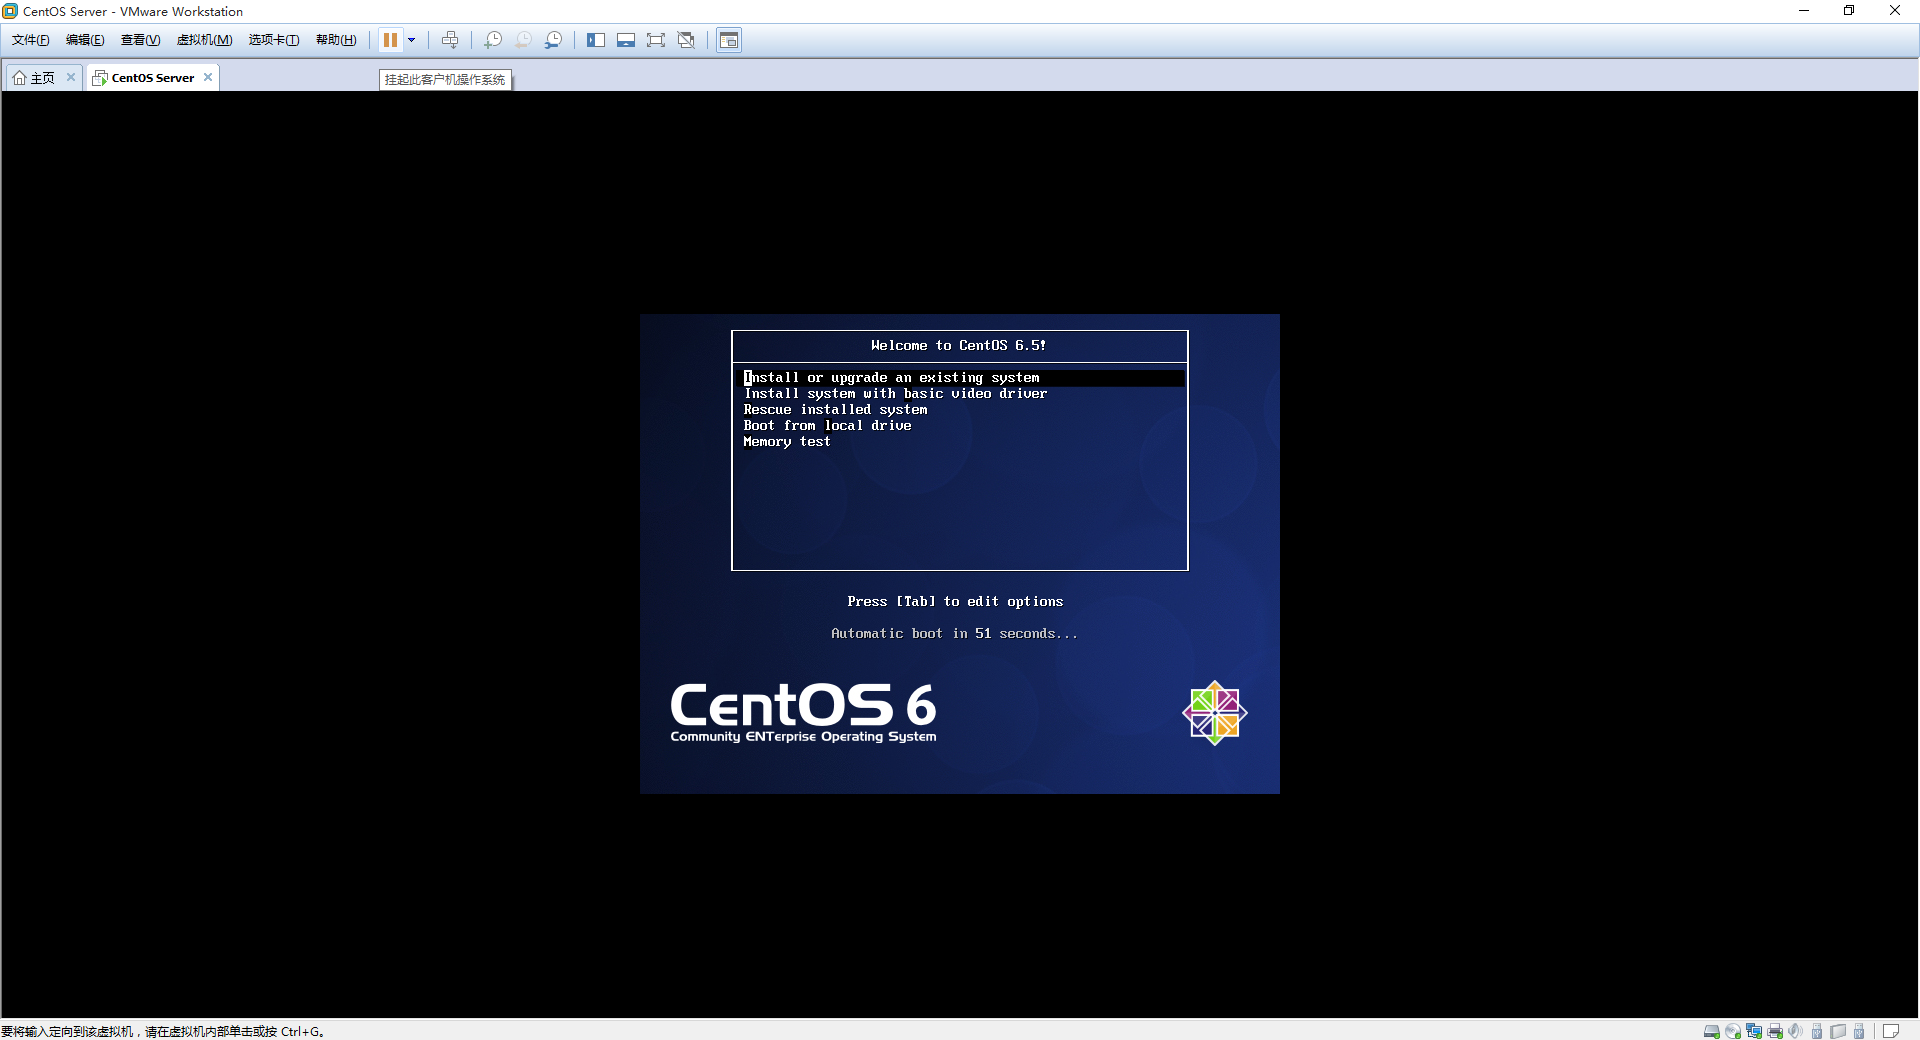 CentOS Server - VMware Workstation
文件(F) 编辑(E) 查看(V) 虚拟机(M) 选项卡(T) 帮助(H)
主页 CentOS Server
挂起此客户机操作系统
Welcome to CentOS 6.5!
Install or upgrade an existing system
Install system with basic video driver
Rescue installed system
Boot from local drive
Memory test
Press [Tab] to edit options
Automatic boot in 51 seconds...
CentOS 6
Community ENTerprise Operating System
要将输入定向到该虚拟机，请在虚拟机内部单击或按 Ctrl+G。